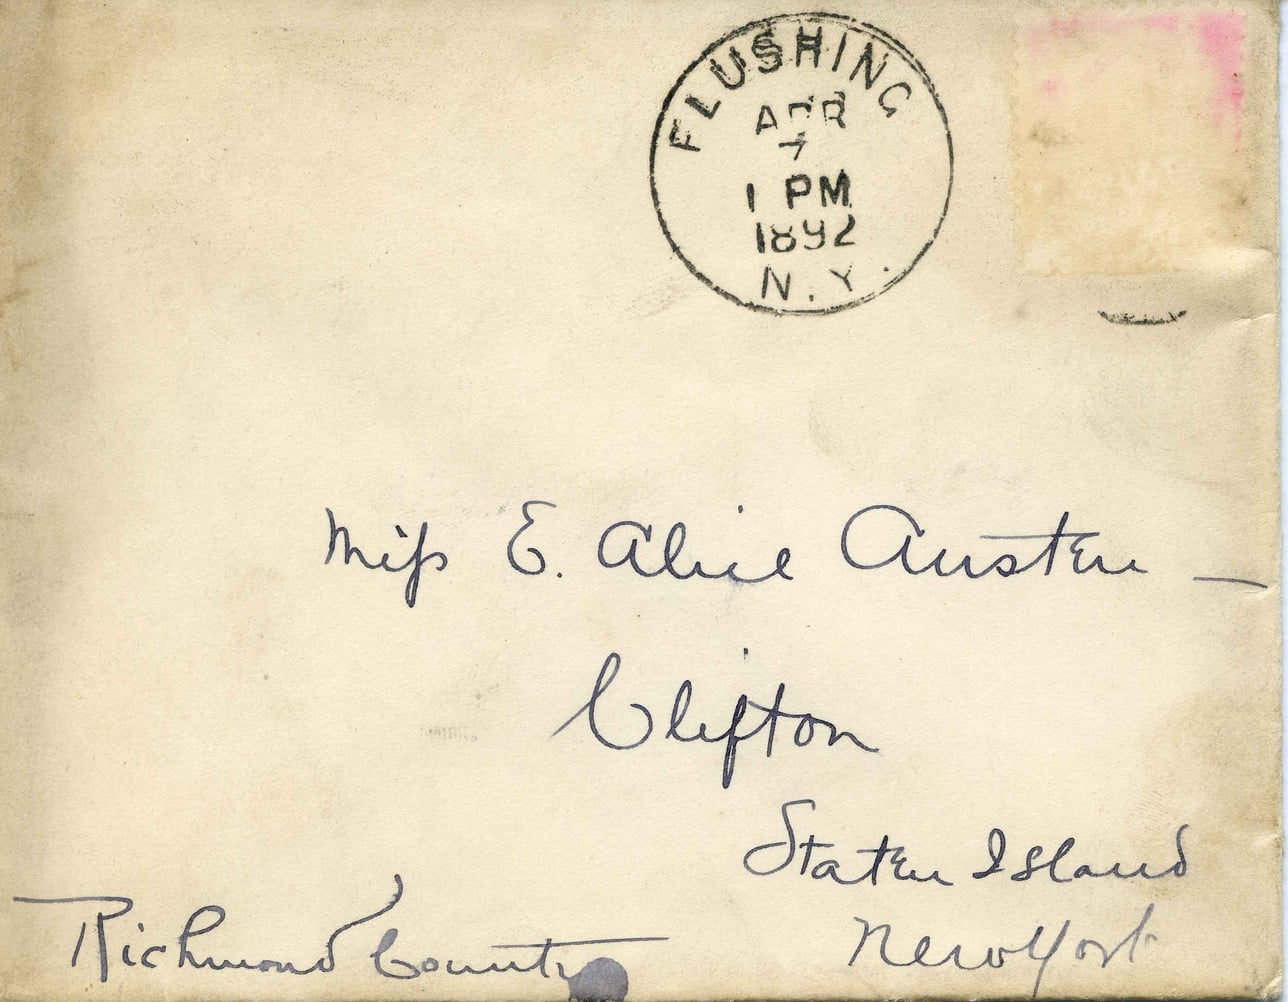 FLUSHING
APR
7
1 PM
1892
N.Y.
Miss E. Alice Austen
Clifton
Staten Island
Richmond County
New York